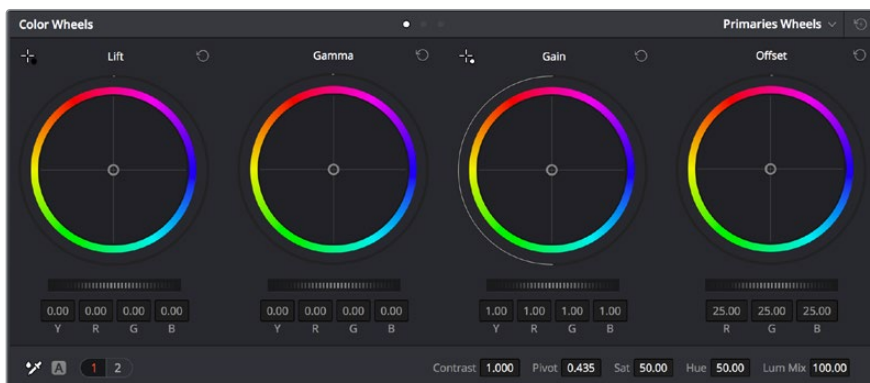 Color Wheels Primaries Wheels
Lift Gamma Gain Offset
0.00 0.00 0.00 0.00 0.00 0.00 0.00 0.00 1.00 1.00 1.00 1.00 25.00 25.00 25.00
Y R G B Y R G B Y R G B R G B
A 1 2 Contrast 1.000 Pivot 0.435 Sat 50.00 Hue 50.00 Lum Mix 100.00